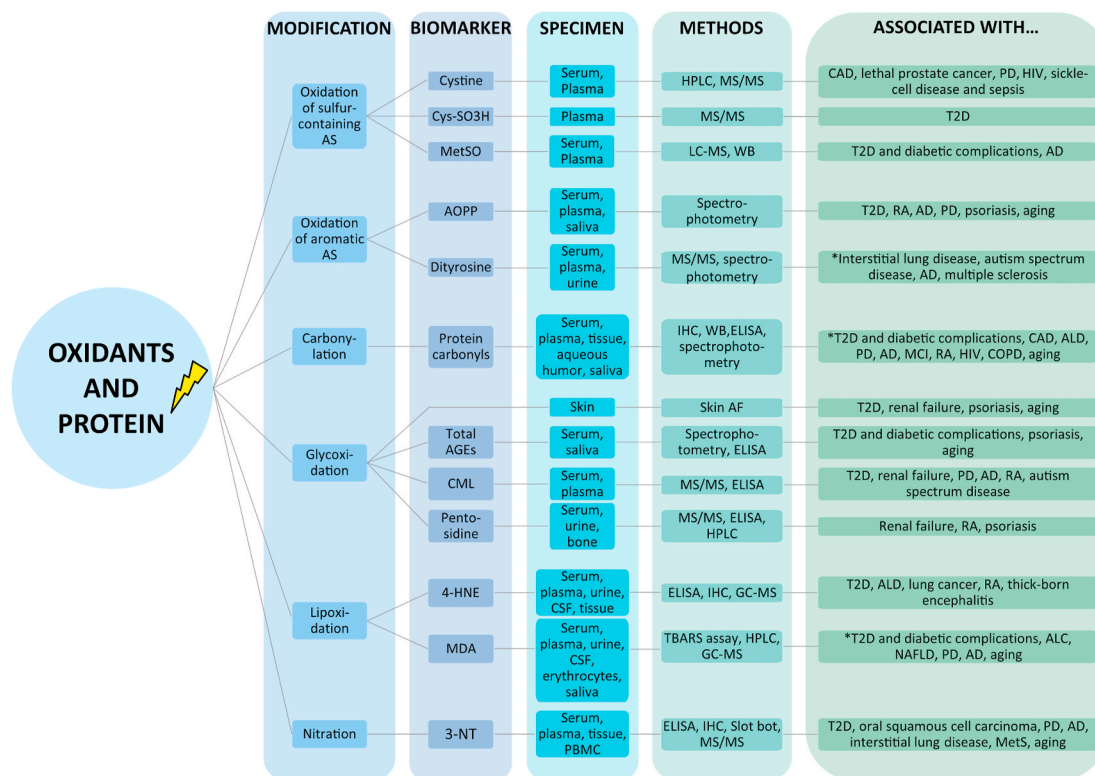 MODIFICATION
BIOMARKER
SPECIMEN
METHODS
ASSOCIATED WITH...
OXIDANTS
AND
PROTEIN
Oxidation
of sulfur-
containing
AS
Cystine
Serum,
Plasma
HPLC, MS/MS
CAD, lethal prostate cancer, PD, HIV, sickle-
cell disease and sepsis
Cys-SO3H
Plasma
MS/MS
T2D
MetSO
Serum,
Plasma
LC-MS, WB
T2D and diabetic complications, AD
Oxidation
of aromatic
AS
AOPP
Serum,
plasma,
saliva
Spectro-
photometry
T2D, RA, AD, PD, psoriasis, aging
Dityrosine
Serum,
plasma,
urine
MS/MS, spectro-
photometry
*Interstitial lung disease, autism spectrum
disease, AD, multiple sclerosis
Carbony-
lation
Protein
carbonyls
Serum,
plasma, tissue,
aqueous
humor, saliva
IHC, WB,ELISA,
spectrophoto-
metry
*T2D and diabetic complications, CAD, ALD,
PD, AD, MCI, RA, HIV, COPD, aging
Glycoxi-
dation
Skin
Skin AF
T2D, renal failure, psoriasis, aging
Total
AGEs
Serum,
saliva
Spectropho-
tometry, ELISA
T2D and diabetic complications, psoriasis,
aging
CML
Serum,
plasma
MS/MS, ELISA
T2D, renal failure, PD, AD, RA, autism
spectrum disease
Pento-
sidine
Serum,
urine,
bone
MS/MS, ELISA,
HPLC
Renal failure, RA, psoriasis
Lipoxi-
dation
4-HNE
Serum,
plasma, urine,
CSF, tissue
ELISA, IHC, GC-MS
T2D, ALD, lung cancer, RA, thick-born
encephalitis
MDA
Serum,
plasma, urine,
CSF,
erythrocytes,
saliva
TBARS assay, HPLC,
GC-MS
*T2D and diabetic complications, ALC,
NAFLD, PD, AD, aging
Nitration
3-NT
Serum,
plasma, tissue,
PBMC
ELISA, IHC, Slot bot,
MS/MS
T2D, oral squamous cell carcinoma, PD, AD,
interstitial lung disease, MetS, aging